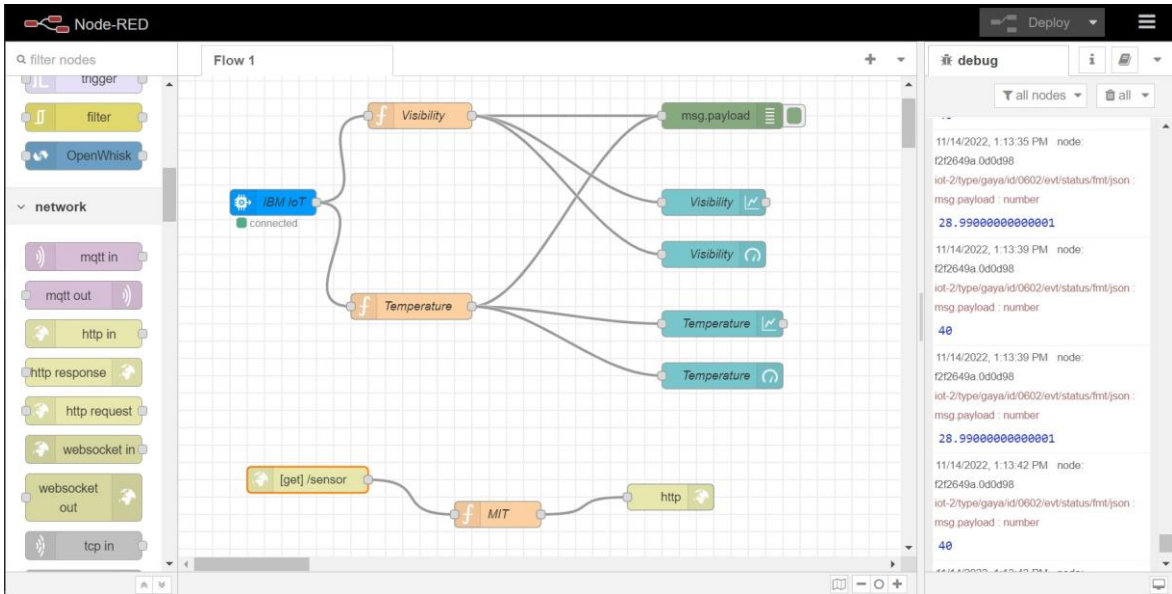 Node-RED
Deploy
filter nodes
Flow 1
debug
i
all nodes
all
trigger
filter
OpenWhisk
network
mqtt in
mqtt out
http in
http response
http request
websocket in
websocket
out
tcp in
Visibility
msg.payload
IBM IoT
connected
Visibility
Visibility
Temperature
Temperature
Temperature
[get] /sensor
MIT
http
11/14/2022, 1:13:35 PM node:
f2f2649a.0d0d98
iot-2/type/gaya/id/0602/evt/status/fmt/json :
msg.payload : number
28.99000000000001
11/14/2022, 1:13:39 PM node:
f2f2649a.0d0d98
iot-2/type/gaya/id/0602/evt/status/fmt/json :
msg.payload : number
40
11/14/2022, 1:13:39 PM node:
f2f2649a.0d0d98
iot-2/type/gaya/id/0602/evt/status/fmt/json :
msg.payload : number
28.99000000000001
11/14/2022, 1:13:42 PM node:
f2f2649a.0d0d98
iot-2/type/gaya/id/0602/evt/status/fmt/json :
msg.payload : number
40